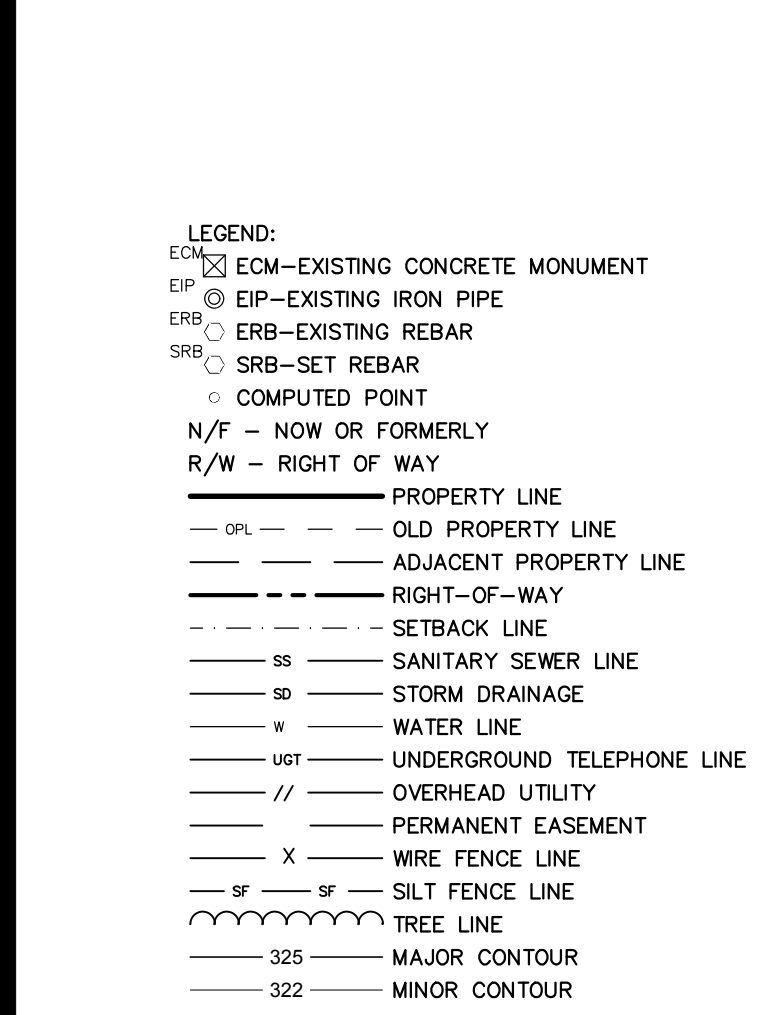 LEGEND:
ECM ECM-EXISTING CONCRETE MONUMENT
EIP EIP-EXISTING IRON PIPE
ERB ERB-EXISTING REBAR
SRB SRB-SET REBAR
COMPUTED POINT
N/F - NOW OR FORMERLY
R/W - RIGHT OF WAY
PROPERTY LINE
OPL OLD PROPERTY LINE
ADJACENT PROPERTY LINE
RIGHT-OF-WAY
SETBACK LINE
SS SANITARY SEWER LINE
SD STORM DRAINAGE
W WATER LINE
UGT UNDERGROUND TELEPHONE LINE
// OVERHEAD UTILITY
PERMANENT EASEMENT
X WIRE FENCE LINE
SF SF SILT FENCE LINE
TREE LINE
325 MAJOR CONTOUR
322 MINOR CONTOUR